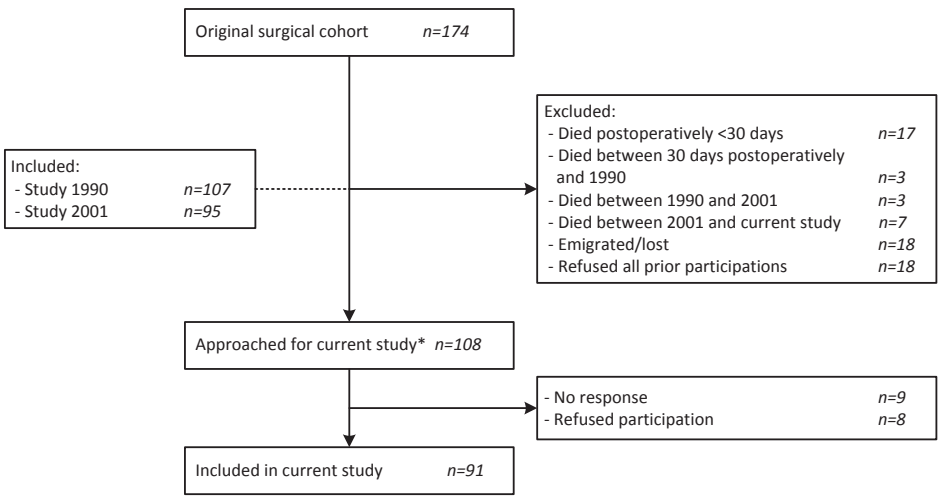 Original surgical cohort n=174
Excluded:
- Died postoperatively <30 days n=17
- Died between 30 days postoperatively
and 1990 n=3
- Died between 1990 and 2001 n=3
- Died between 2001 and current study n=7
- Emigrated/lost n=18
- Refused all prior participations n=18
Included:
- Study 1990 n=107
- Study 2001 n=95
Approached for current study* n=108
- No response n=9
- Refused participation n=8
Included in current study n=91